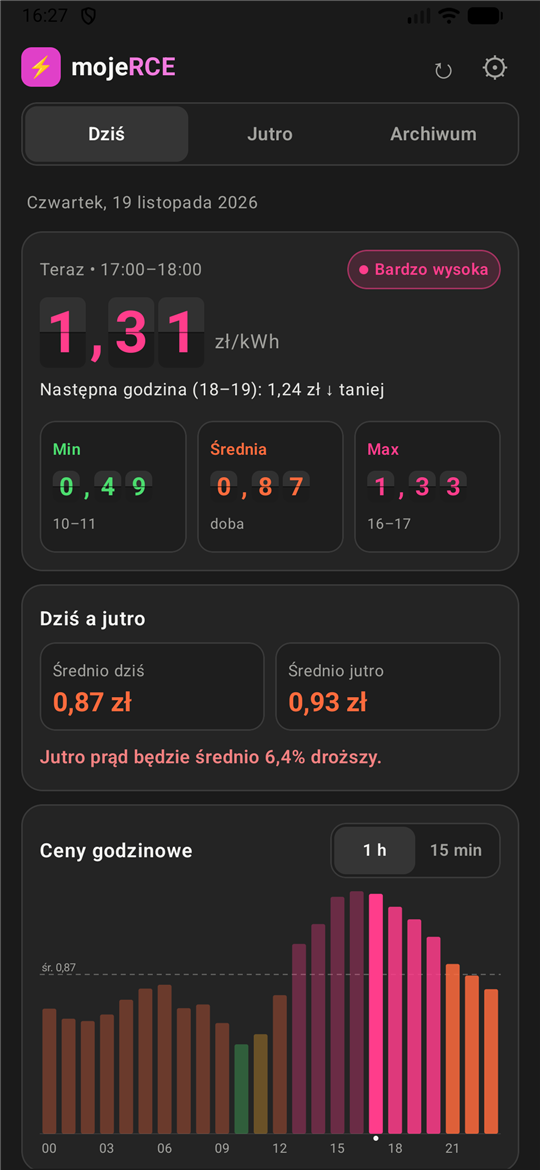 16:27
mojeRCE
Dziś Jutro Archiwum
Czwartek, 19 listopada 2026
Teraz • 17:00–18:00 Bardzo wysoka
1,31 zł/kWh
Następna godzina (18–19): 1,24 zł ↓ taniej
Min Średnia Max
0,49 0,87 1,33
10–11 doba 16–17
Dziś a jutro
Średnio dziś Średnio jutro
0,87 zł 0,93 zł
Jutro prąd będzie średnio 6,4% droższy.
Ceny godzinowe 1 h 15 min
śr. 0,87
00 03 06 09 12 15 18 21